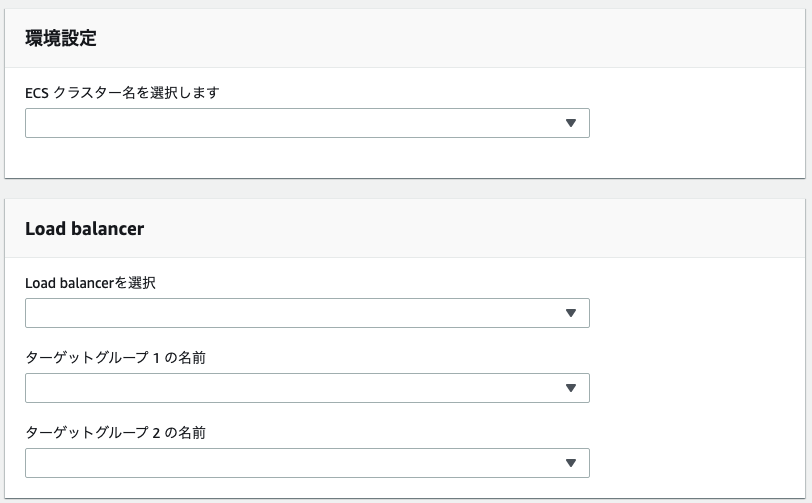 環境設定
ECS クラスター名を選択します
Load balancer
Load balancerを選択
ターゲットグループ 1 の名前
ターゲットグループ 2 の名前